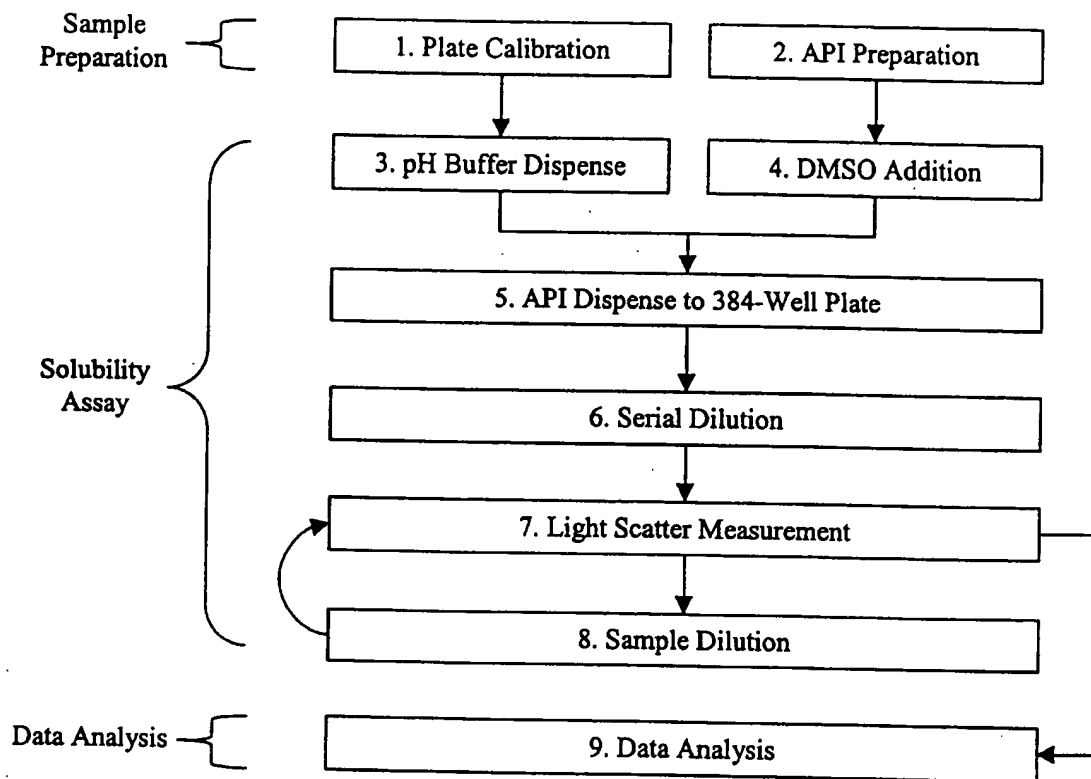 Sample
Preparation
1. Plate Calibration
2. API Preparation
3. pH Buffer Dispense
4. DMSO Addition
5. API Dispense to 384-Well Plate
Solubility
Assay
6. Serial Dilution
7. Light Scatter Measurement
8. Sample Dilution
Data Analysis
9. Data Analysis